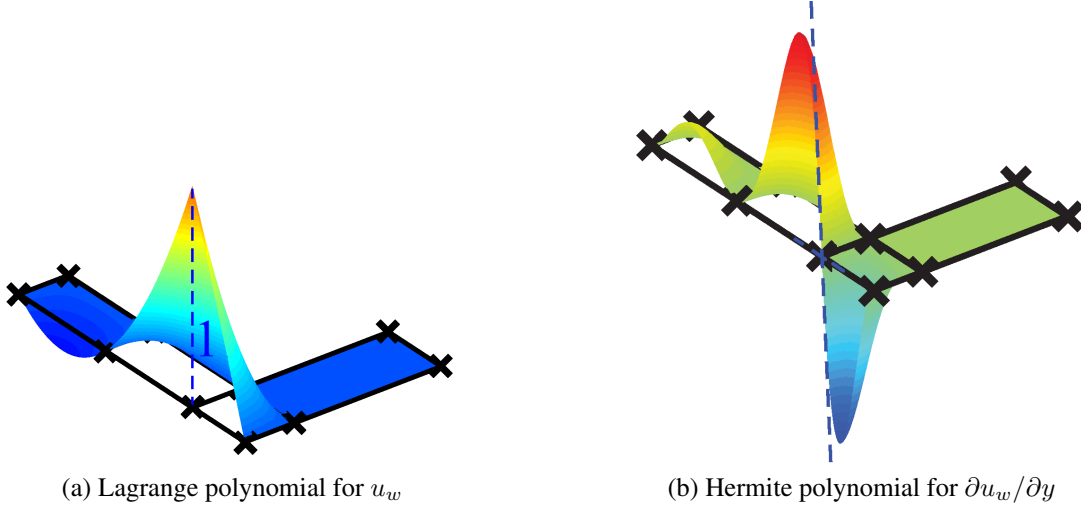 1
(a) Lagrange polynomial for $u_w$
(b) Hermite polynomial for $\partial u_w/\partial y$